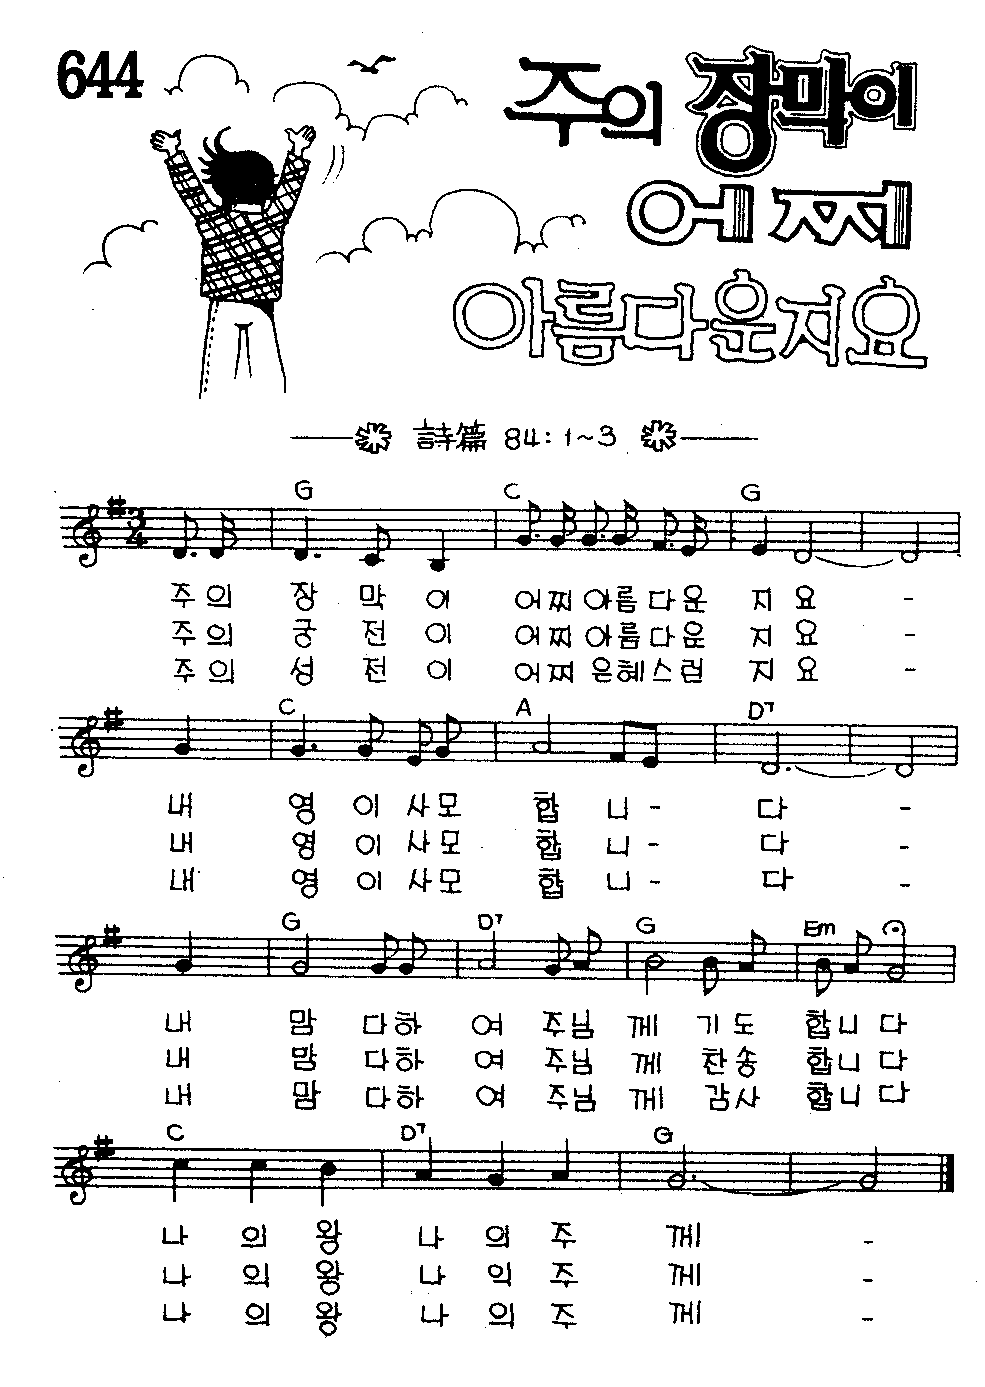 644
주의 장막이
어찌
아름다운지요
詩篇 84:1~3
G C G
3/4
주의 장 막 이 어찌 아름다운 지 요 -
주의 궁 전 이 어찌 아름다운 지 요 -
주의 성 전 이 어찌 은혜스런 지 요 -
C A D7
내 영 이 사모 합 니 - 다 -
내 영 이 사모 합 니 - 다 -
내 영 이 사모 합 니 - 다 -
G D7 G Em
내 맘 다하 여 주님 께 기도 합니다
내 맘 다하 여 주님 께 찬송 합니다
내 맘 다하 여 주님 께 감사 합니다
C D7 G
나 의 왕 나 의 주 께 -
나 의 왕 나 의 주 께 -
나 의 왕 나 의 주 께 -